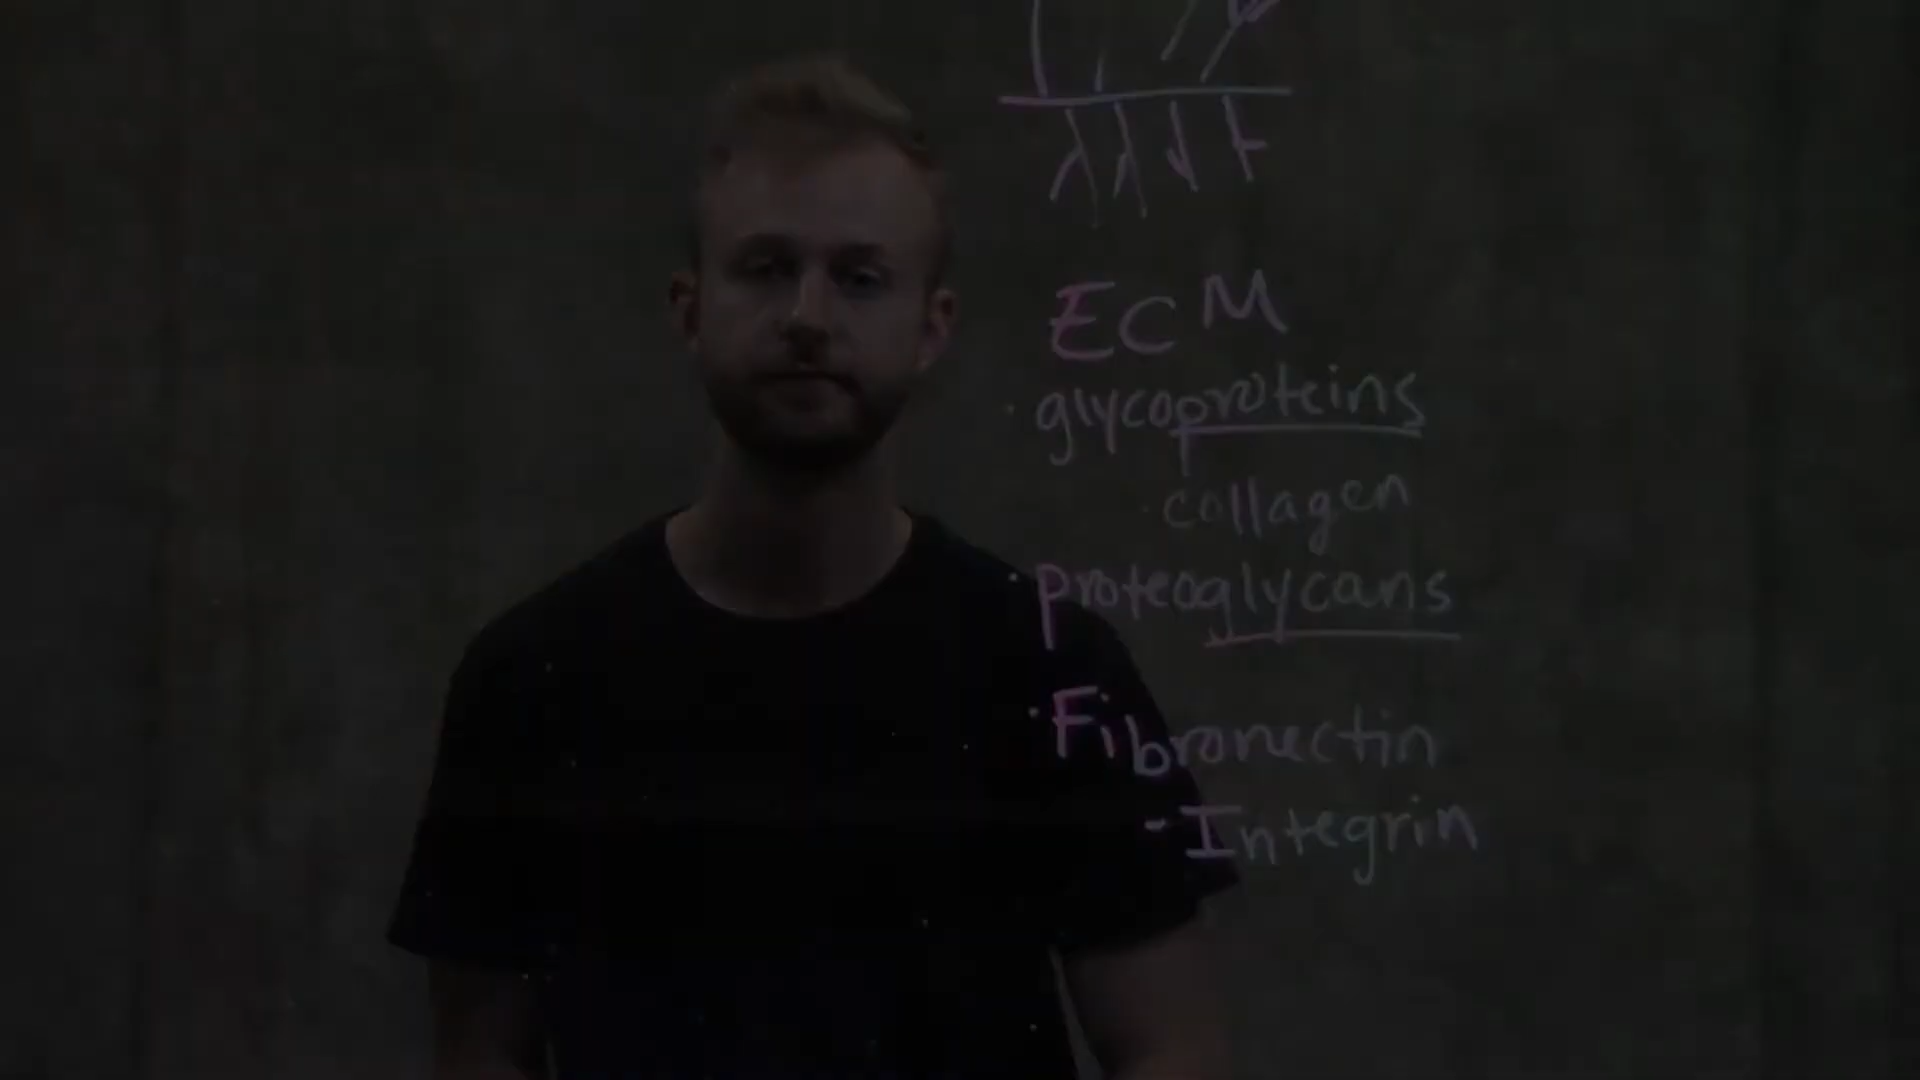 ECM
· glycoproteins
· collagen
· proteoglycans
· Fibronectin
- Integrin